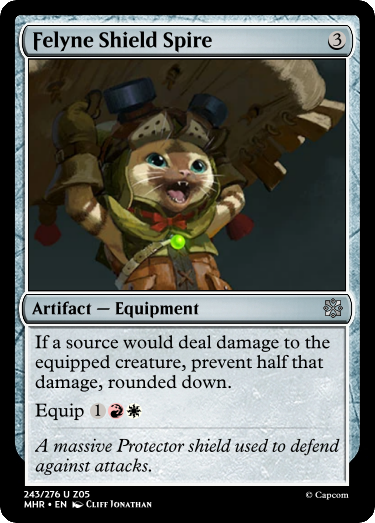 Felyne Shield Spire 3
Artifact — Equipment
If a source would deal damage to the
equipped creature, prevent half that
damage, rounded down.
Equip 1
A massive Protector shield used to defend
against attacks.
243/276 U Z05
MHR • EN Cliff Jonathan
© Capcom